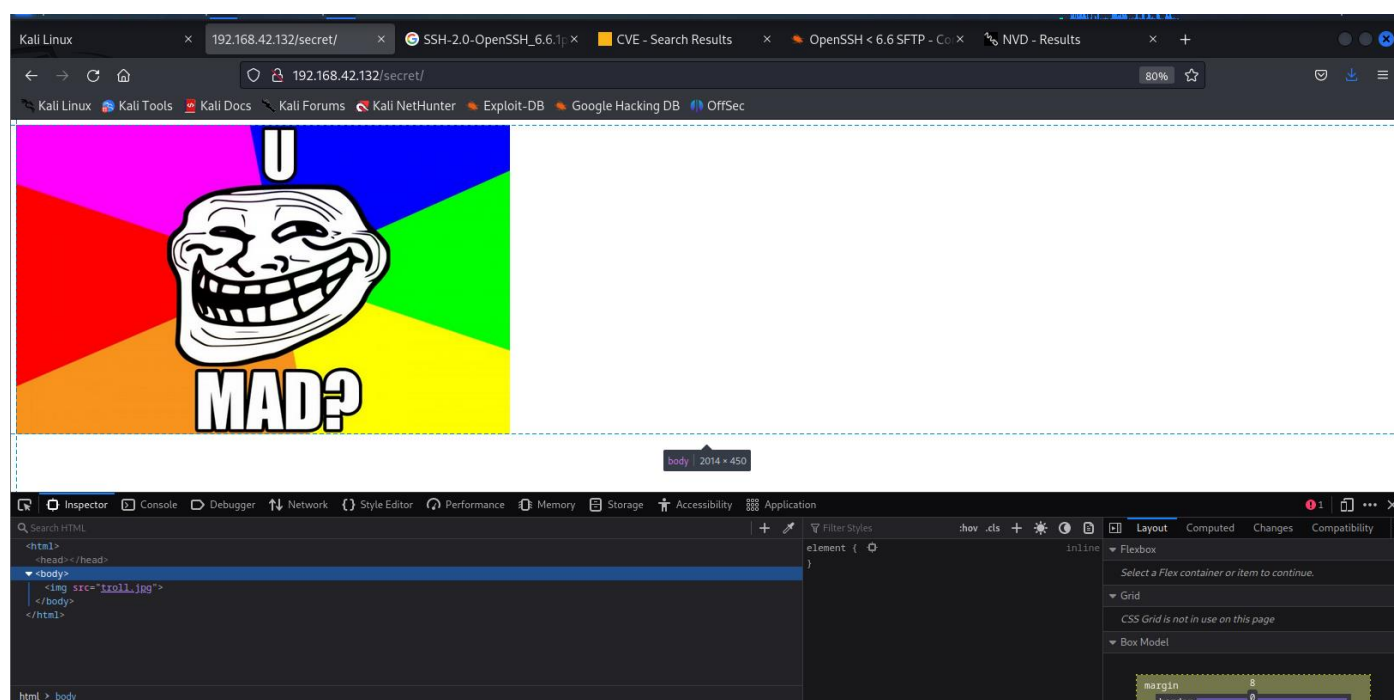 Kali Linux × 192.168.42.132/secret/ × SSH-2.0-OpenSSH_6.6.1p × CVE - Search Results × OpenSSH < 6.6 SFTP - Co × NVD - Results × +
192.168.42.132/secret/ 80%
Kali Linux Kali Tools Kali Docs Kali Forums Kali NetHunter Exploit-DB Google Hacking DB OffSec
U
MAD?
body 2014 × 450
Inspector Console Debugger Network Style Editor Performance Memory Storage Accessibility Application 1
Search HTML + Filter Styles :hov .cls + Layout Computed Changes Compatibility
<html>
<head></head>
<body>
<img src="troll.jpg">
</body>
</html>
element { inline
}
Flexbox
Select a Flex container or item to continue.
Grid
CSS Grid is not in use on this page
Box Model
margin 8
0
html > body